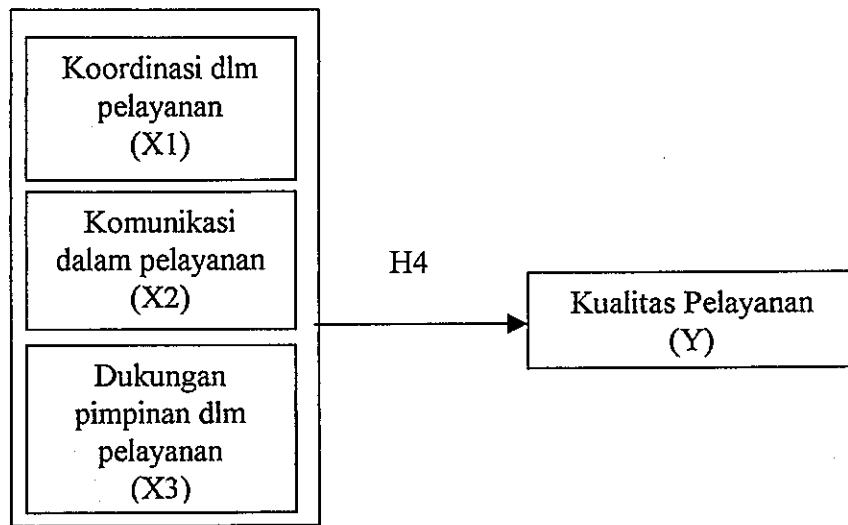 Koordinasi dlm
pelayanan
(X1)
Komunikasi
dalam pelayanan
(X2)
Dukungan
pimpinan dlm
pelayanan
(X3)
H4
Kualitas Pelayanan
(Y)